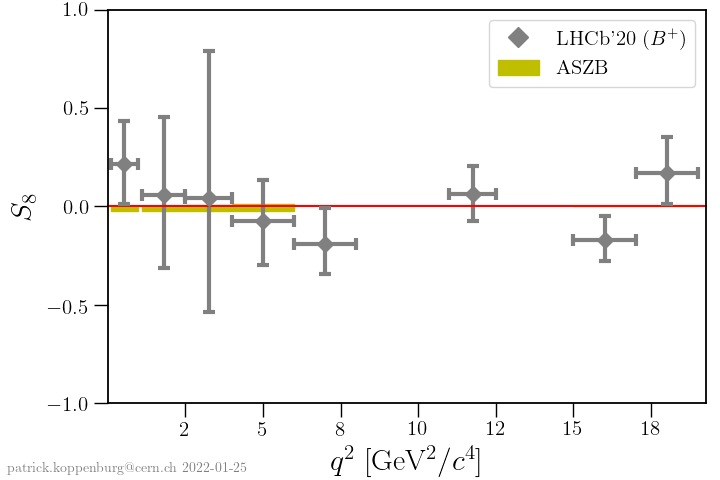 1.0
LHCb'20 (B⁺)
ASZB
0.5
S₈
0.0
−0.5
−1.0
2 5 8 10 12 15 18
q² [GeV²/c⁴]
patrick.koppenburg@cern.ch 2022-01-25